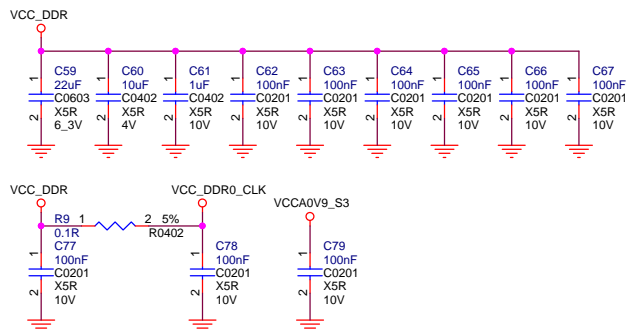 VCC_DDR
1 C59 1 C60 1 C61 1 C62 1 C63 1 C64 1 C65 1 C66 1 C67
22uF 10uF 1uF 100nF 100nF 100nF 100nF 100nF 100nF
C0603 C0402 C0402 C0201 C0201 C0201 C0201 C0201 C0201
2 X5R 2 X5R 2 X5R 2 X5R 2 X5R 2 X5R 2 X5R 2 X5R 2 X5R
6_3V 4V 10V 10V 10V 10V 10V 10V 10V
VCC_DDR VCC_DDR0_CLK VCCA0V9_S3
R9 1 2 5%
0.1R R0402
1 C77 1 C78 1 C79
100nF 100nF 100nF
C0201 C0201 C0201
2 X5R 2 X5R 2 X5R
10V 10V 10V